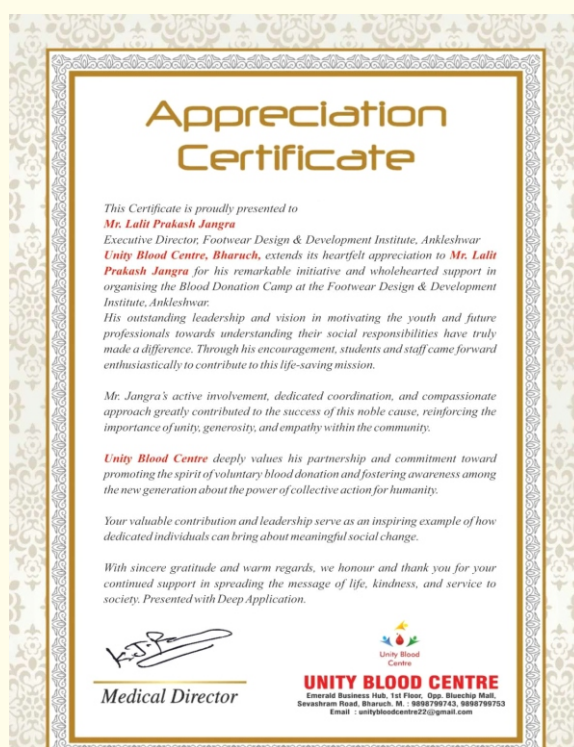 Appreciation
Certificate
This Certificate is proudly presented to
Mr. Lalit Prakash Jangra
Executive Director, Footwear Design & Development Institute, Ankleshwar
Unity Blood Centre, Bharuch, extends its heartfelt appreciation to Mr. Lalit
Prakash Jangra for his remarkable initiative and wholehearted support in
organising the Blood Donation Camp at the Footwear Design & Development
Institute, Ankleshwar.
His outstanding leadership and vision in motivating the youth and future
professionals towards understanding their social responsibilities have truly
made a difference. Through his encouragement, students and staff came forward
enthusiastically to contribute to this life-saving mission.
Mr. Jangra's active involvement, dedicated coordination, and compassionate
approach greatly contributed to the success of this noble cause, reinforcing the
importance of unity, generosity, and empathy within the community.
Unity Blood Centre deeply values his partnership and commitment toward
promoting the spirit of voluntary blood donation and fostering awareness among
the new generation about the power of collective action for humanity.
Your valuable contribution and leadership serve as an inspiring example of how
dedicated individuals can bring about meaningful social change.
With sincere gratitude and warm regards, we honour and thank you for your
continued support in spreading the message of life, kindness, and service to
society. Presented with Deep Application.
Medical Director
Unity Blood
Centre
UNITY BLOOD CENTRE
Emerald Business Hub, 1st Floor, Opp. Bluechip Mall,
Sevashram Road, Bharuch. M. : 9898799743, 9898799753
Email : unitybloodcentre22@gmail.com